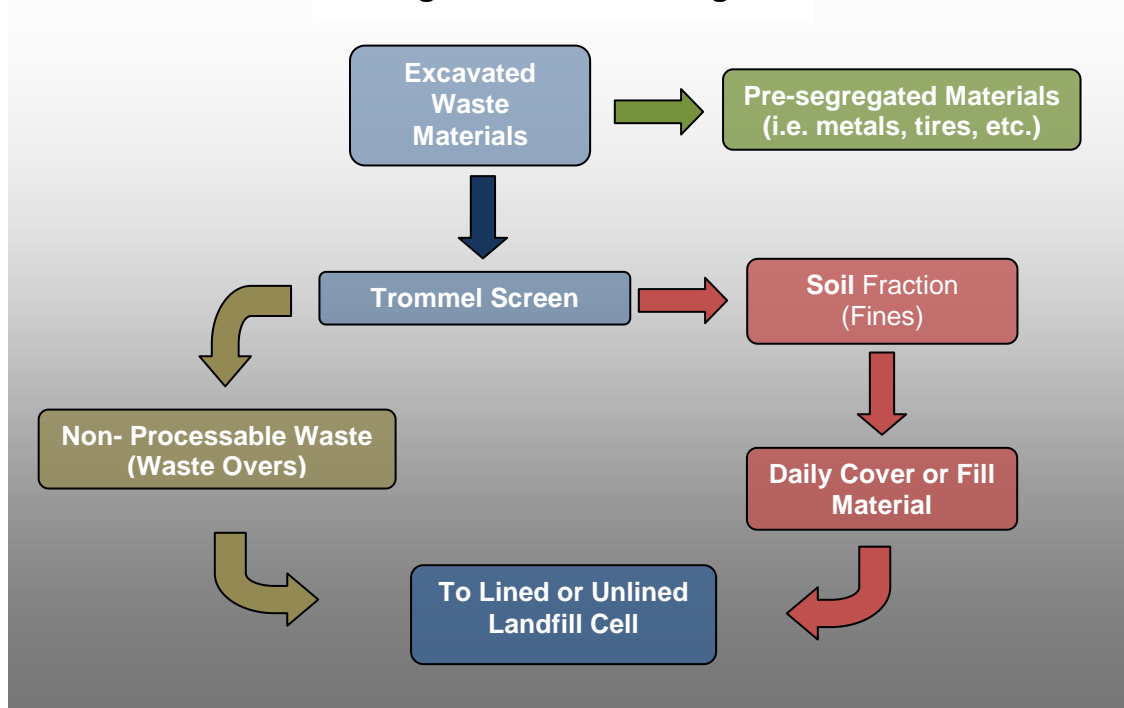 Excavated
Waste
Materials
Pre-segregated Materials
(i.e. metals, tires, etc.)
Trommel Screen
Soil Fraction
(Fines)
Non- Processable Waste
(Waste Overs)
Daily Cover or Fill
Material
To Lined or Unlined
Landfill Cell